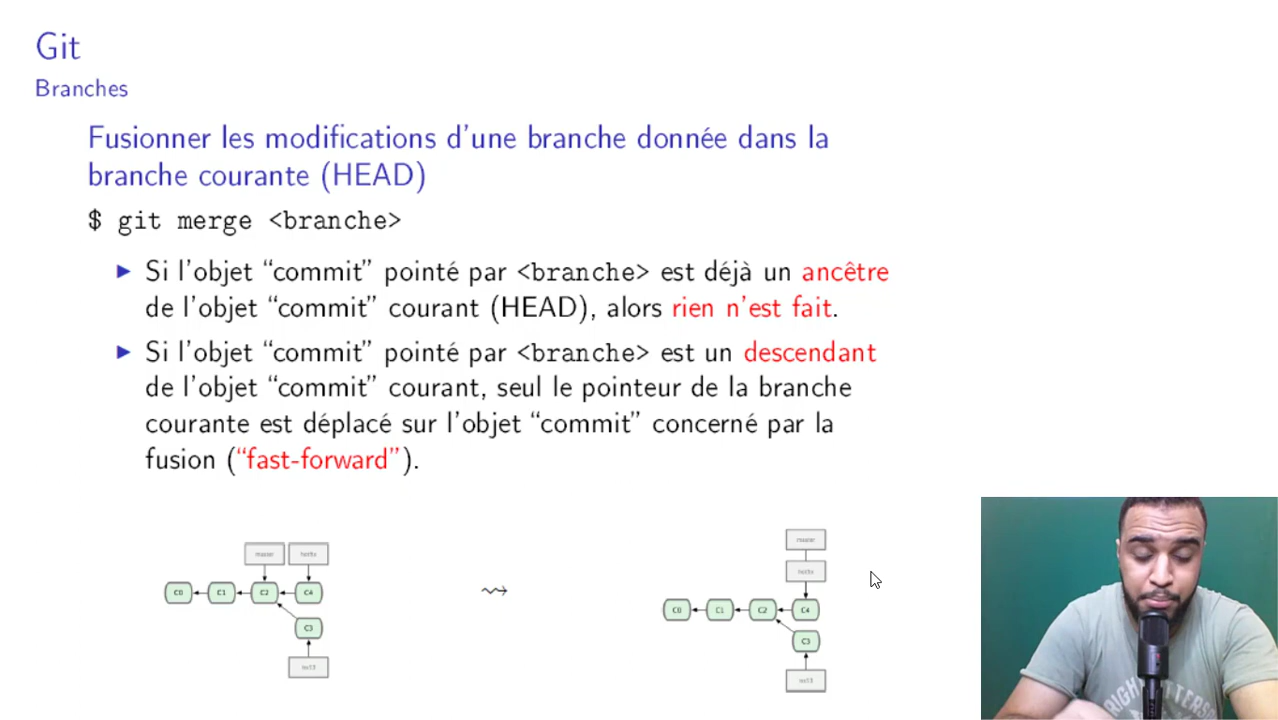 Git
Branches
Fusionner les modifications d'une branche donnée dans la
branche courante (HEAD)
$ git merge <branche>
Si l'objet “commit” pointé par <branche> est déjà un ancêtre
de l'objet “commit” courant (HEAD), alors rien n'est fait.
Si l'objet “commit” pointé par <branche> est un descendant
de l'objet “commit” courant, seul le pointeur de la branche
courante est déplacé sur l'objet “commit” concerné par la
fusion (“fast-forward”).
master hotfix
C0 C1 C2 C4
C3
iss53
master
hotfix
C0 C1 C2 C4
C3
iss53